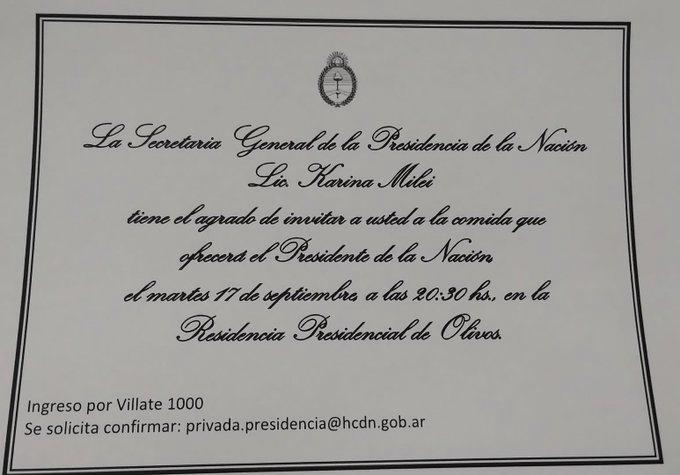 La Secretaria General de la Presidencia de la Nación
Lic. Karina Milei
tiene el agrado de invitar a usted a la comida que
ofrecerá el Presidente de la Nación,
el martes 17 de septiembre, a las 20:30 hs., en la
Residencia Presidencial de Olivos.
Ingreso por Villate 1000
Se solicita confirmar: privada.presidencia@hcdn.gob.ar